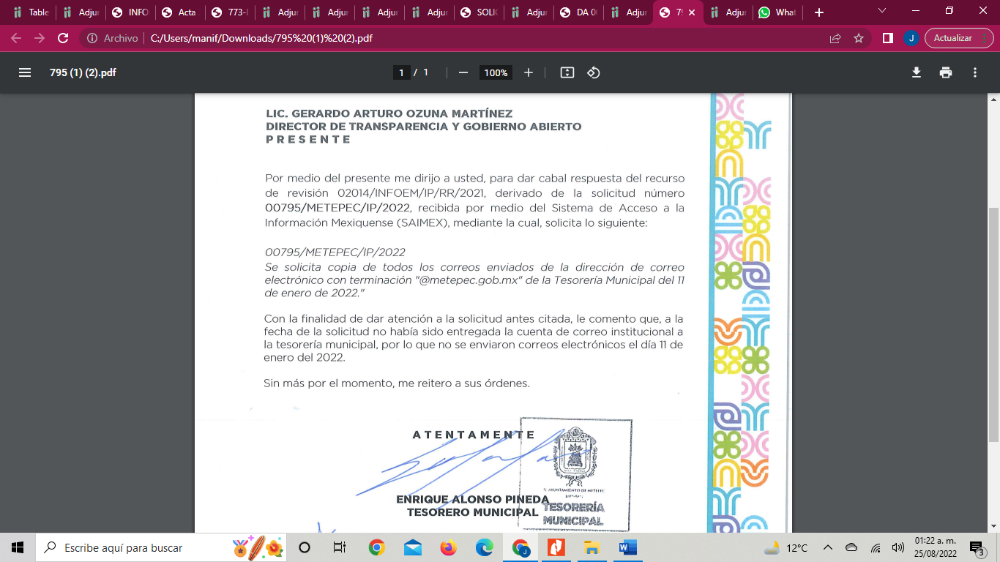 Table
Adjur
INFO
Acta
773-
Adjur
Adjur
Adjur
Adjur
SOLIC
Adjur
DA 0
Adjur
79
Adjur
What
Archivo
C:/Users/manif/Downloads/795%20(1)%20(2).pdf
J
Actualizar
795 (1) (2).pdf
1 / 1
100%
LIC. GERARDO ARTURO OZUNA MARTÍNEZ
DIRECTOR DE TRANSPARENCIA Y GOBIERNO ABIERTO
P R E S E N T E
Por medio del presente me dirijo a usted, para dar cabal respuesta del recurso
de revisión 02014/INFOEM/IP/RR/2021, derivado de la solicitud número
00795/METEPEC/IP/2022, recibida por medio del Sistema de Acceso a la
Información Mexiquense (SAIMEX), mediante la cual, solicita lo siguiente:
00795/METEPEC/IP/2022
Se solicita copia de todos los correos enviados de la dirección de correo
electrónico con terminación "@metepec.gob.mx" de la Tesorería Municipal del 11
de enero de 2022."
Con la finalidad de dar atención a la solicitud antes citada, le comento que, a la
fecha de la solicitud no había sido entregada la cuenta de correo institucional a
la tesorería municipal, por lo que no se enviaron correos electrónicos el día 11 de
enero del 2022.
Sin más por el momento, me reitero a sus órdenes.
A T E N T A M E N T E
AYUNTAMIENTO DE METEPEC
ENRIQUE ALONSO PINEDA
TESORERO MUNICIPAL
TESORERÍA
MUNICIPAL
Escribe aquí para buscar
J
12°C
01:22 a. m.
25/08/2022
3